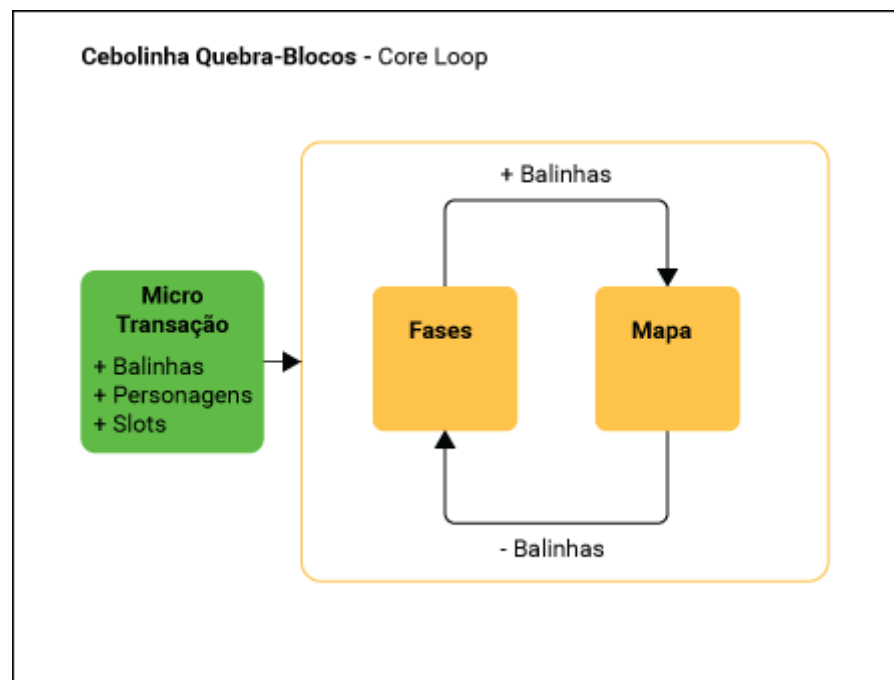 Cebolinha Quebra-Blocos - Core Loop
+ Balinhas
Micro
Transação
+ Balinhas
+ Personagens
+ Slots
Fases
Mapa
- Balinhas